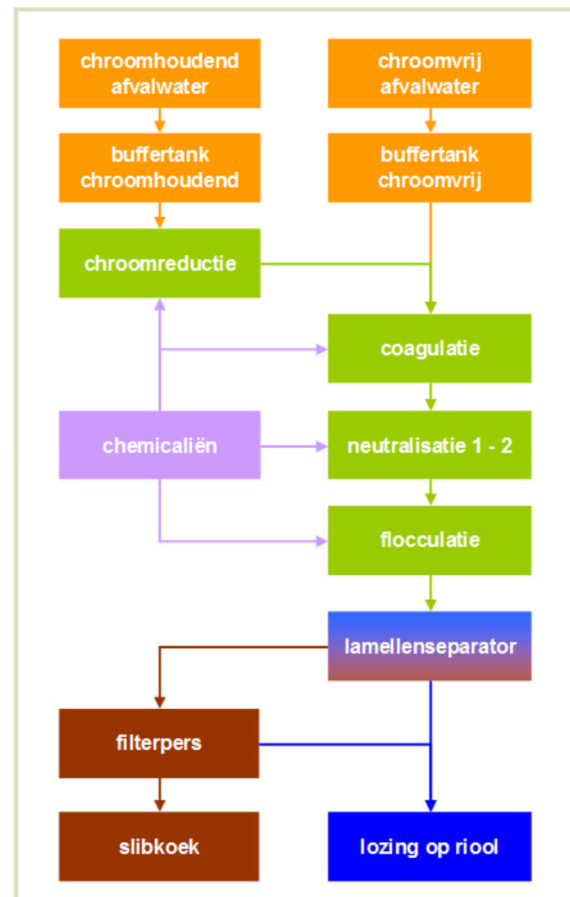 chroomhoudend
afvalwater
chroomvrij
afvalwater
buffertank
chroomhoudend
buffertank
chroomvrij
chroomreductie
coagulatie
chemicaliën
neutralisatie 1 - 2
flocculatie
lamellenseparator
filterpers
slibkoek
lozing op riool